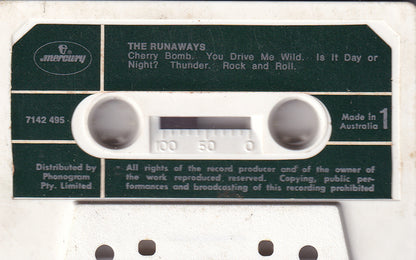 THE RUNAWAYS
Cherry Bomb. You Drive Me Wild. Is It Day or
Night? Thunder. Rock and Roll.
mercury
7142 495
Made in
Australia
1
100 50 0
Distributed by
Phonogram
Pty. Limited
All rights of the record producer and of the owner of
the work reproduced reserved. Copying, public per-
formances and broadcasting of this recording prohibited